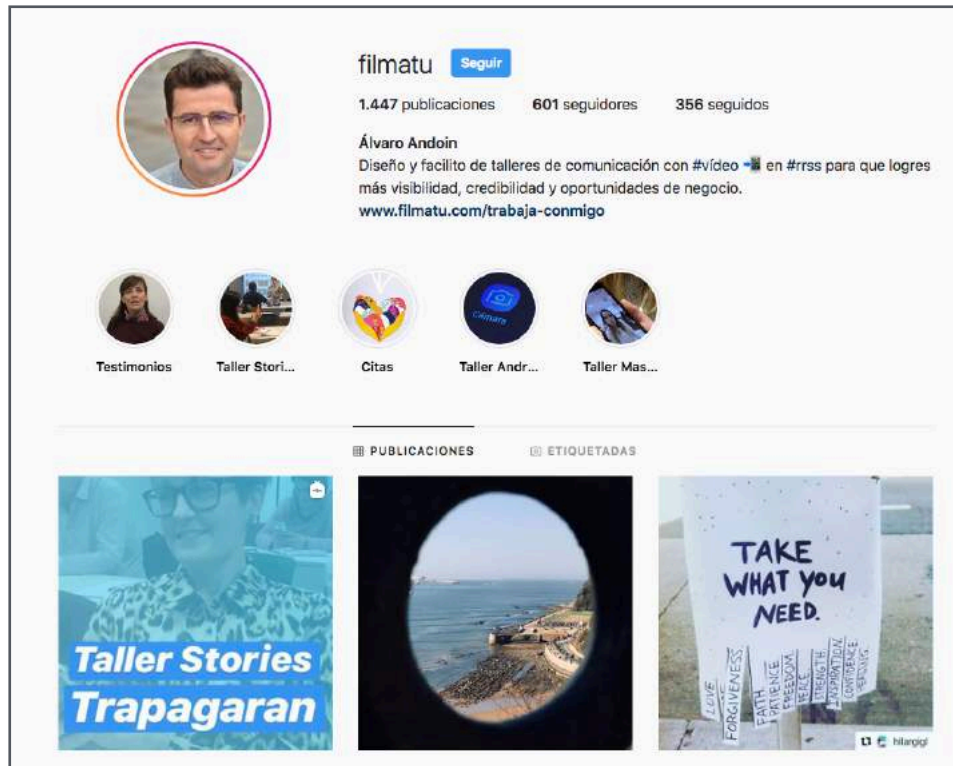 filmatu Seguir
1.447 publicaciones 601 seguidores 356 seguidos
Álvaro Andoin
Diseño y facilito de talleres de comunicación con #vídeo en #rrss para que logres
más visibilidad, credibilidad y oportunidades de negocio.
www.filmatu.com/trabaja-conmigo
Cámara
Testimonios Taller Stori... Citas Taller Andr... Taller Mas...
PUBLICACIONES ETIQUETADAS
Taller Stories
Trapagaran
TAKE
WHAT YOU
NEED.
LOVE
FORGIVENESS
FAITH
PATIENCE
FREEDOM
PEACE
STRENGTH
INSPIRATION
CONFIDENCE
hilargigl